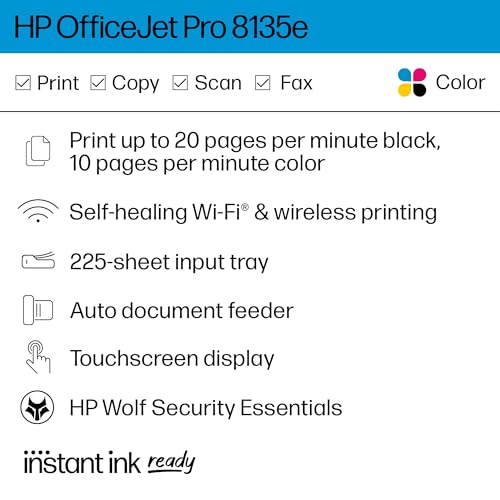 HP OfficeJet Pro 8135e
Print Copy Scan Fax Color
Print up to 20 pages per minute black,
10 pages per minute color
Self-healing Wi-Fi® & wireless printing
225-sheet input tray
Auto document feeder
Touchscreen display
HP Wolf Security Essentials
instant ink ready